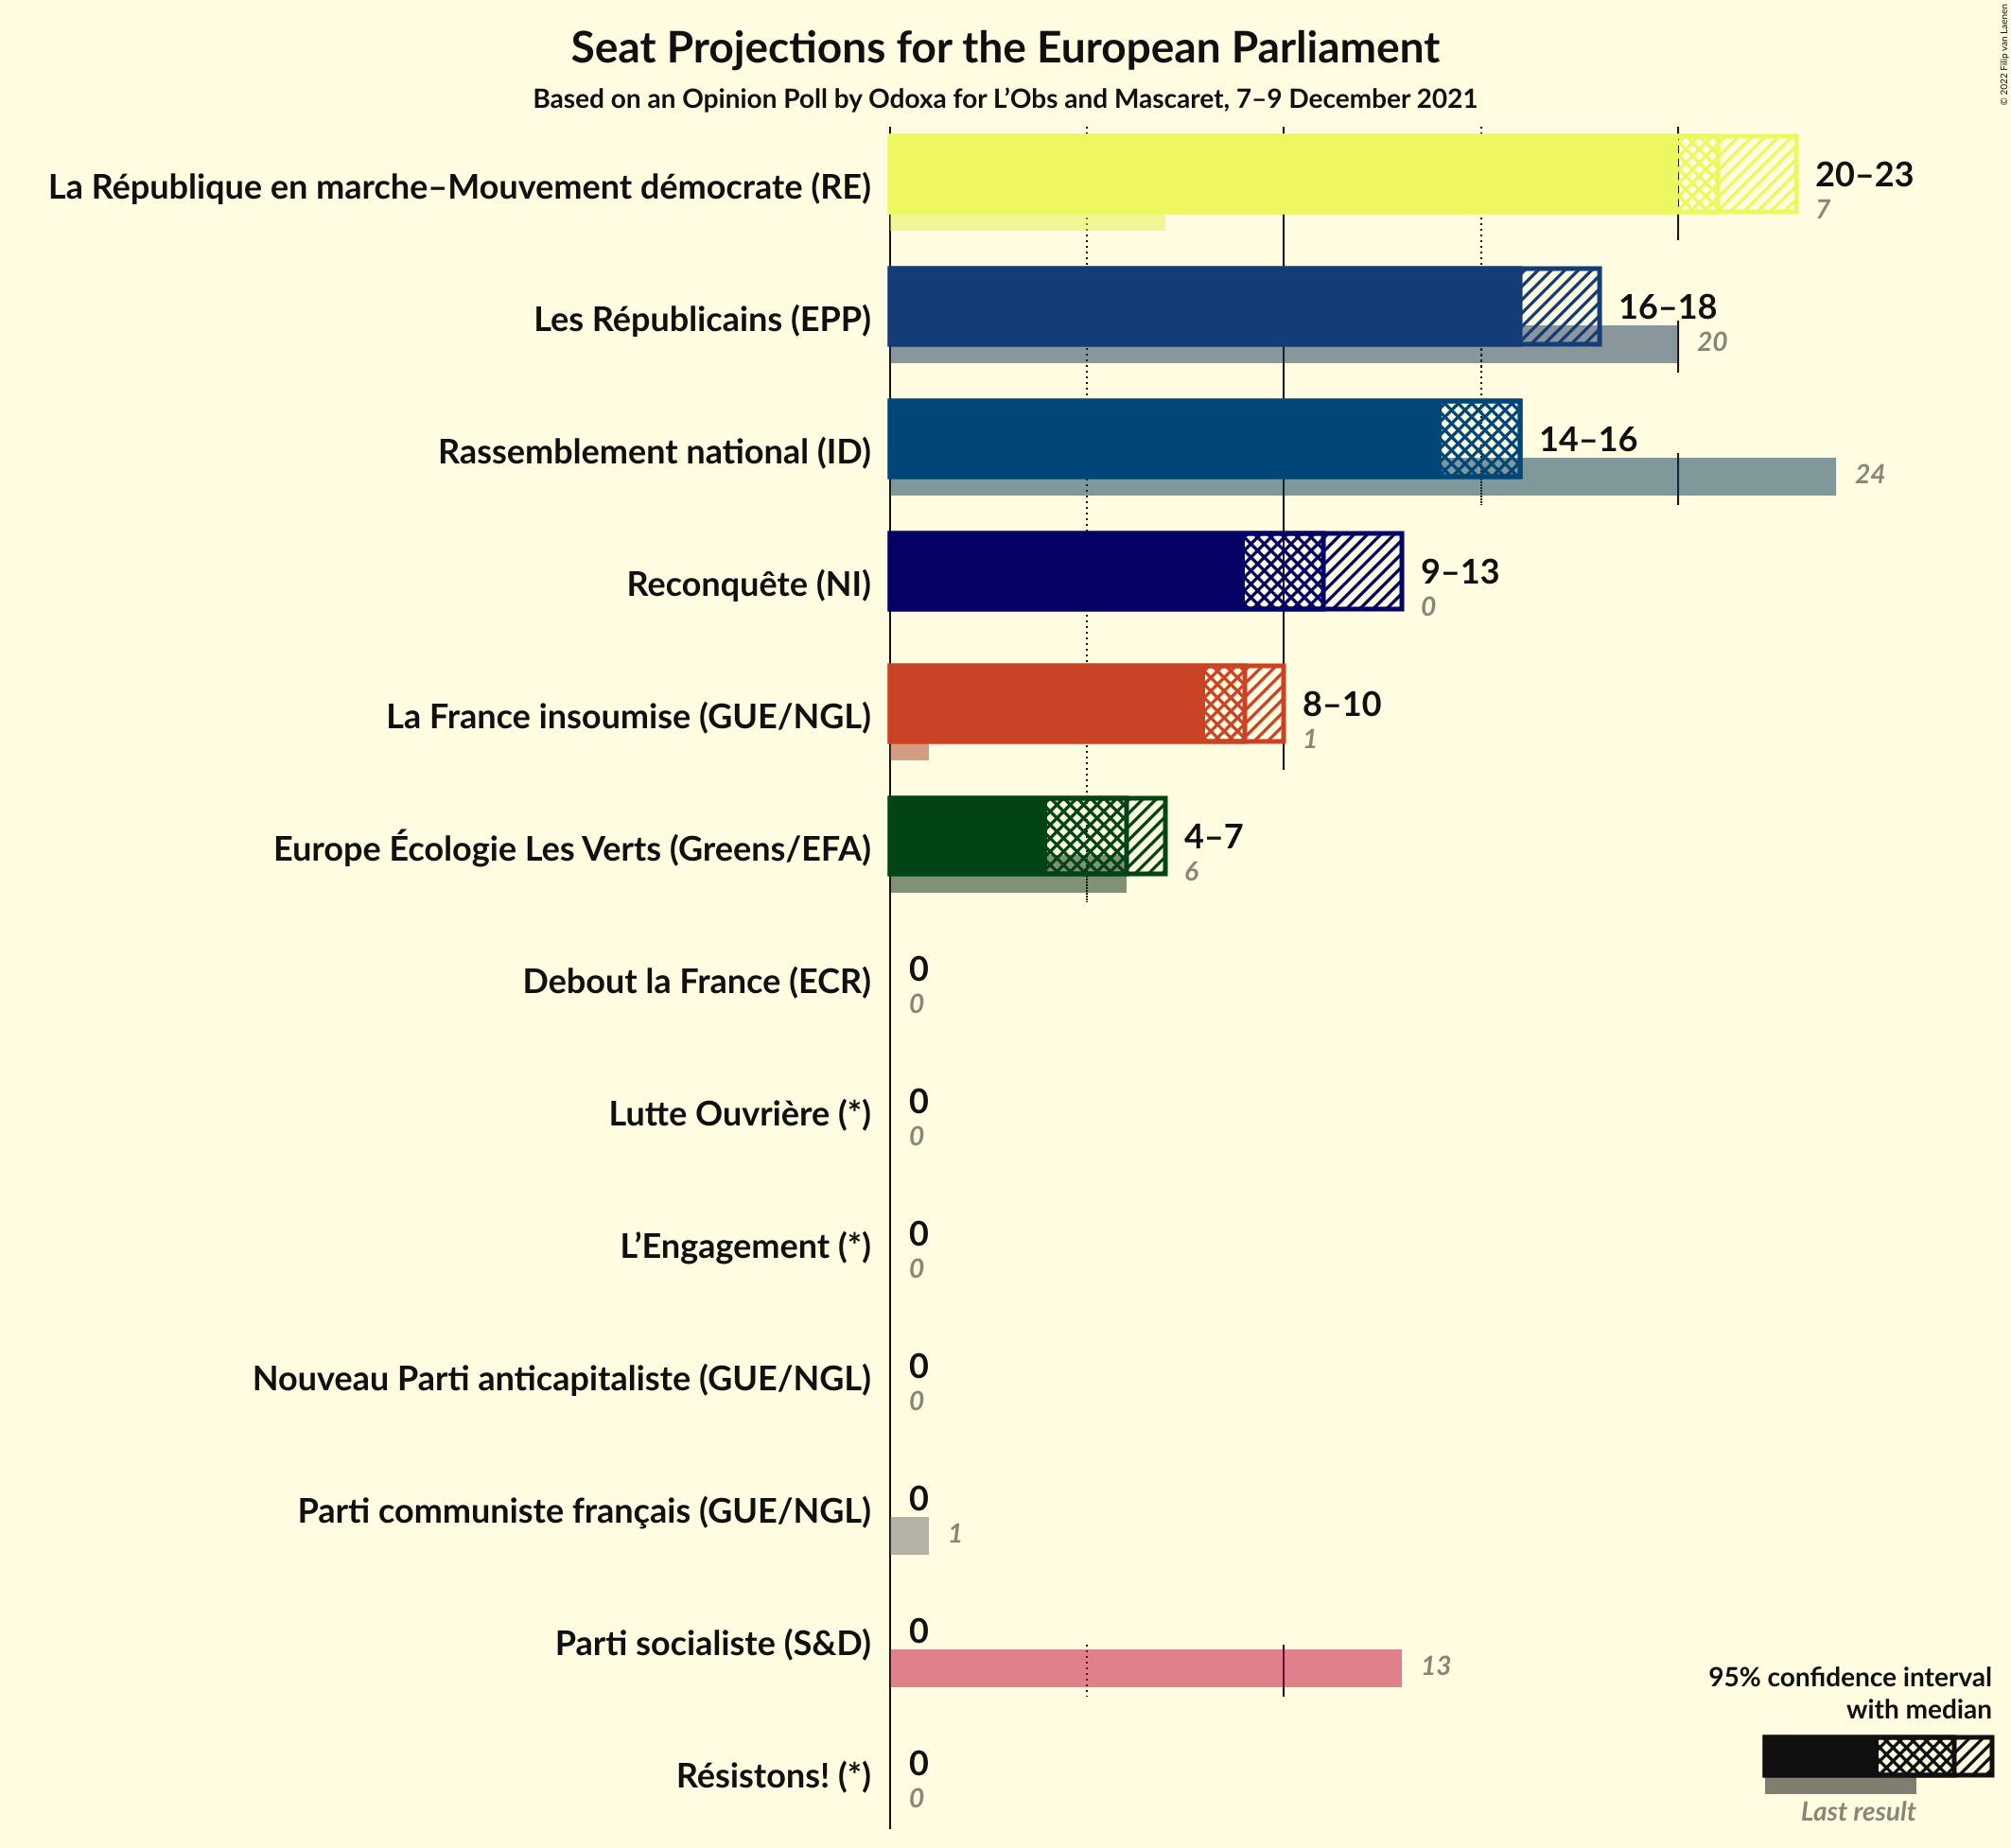 Seat Projections for the European Parliament
Based on an Opinion Poll by Odoxa for L’Obs and Mascaret, 7–9 December 2021
© 2022 Filip van Laenen
La République en marche–Mouvement démocrate (RE)
20–23
7
Les Républicains (EPP)
16–18
20
Rassemblement national (ID)
14–16
24
Reconquête (NI)
9–13
0
La France insoumise (GUE/NGL)
8–10
1
Europe Écologie Les Verts (Greens/EFA)
4–7
6
Debout la France (ECR)
0
0
Lutte Ouvrière (*)
0
0
L’Engagement (*)
0
0
Nouveau Parti anticapitaliste (GUE/NGL)
0
0
Parti communiste français (GUE/NGL)
0
1
Parti socialiste (S&D)
0
13
Résistons! (*)
0
0
95% confidence interval
with median
Last result